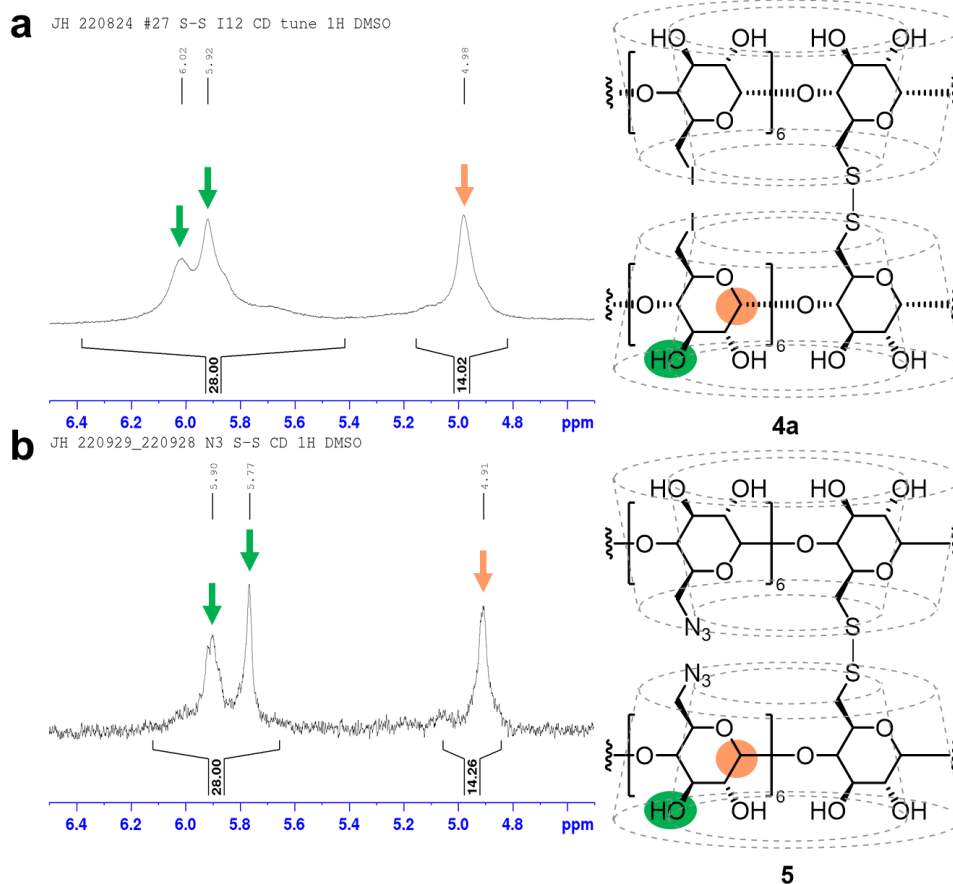 a
JH 220824 #27 S-S I12 CD tune 1H DMSO
6.02
5.92
4.98
28.00
14.02
6.4 6.2 6.0 5.8 5.6 5.4 5.2 5.0 4.8 ppm
HO OH HO OH
O O O O
6
I
S
S
I
O O O O
6
HO OH HO OH
4a
b
JH 220929_220928 N3 S-S CD 1H DMSO
5.90
5.77
4.91
28.00
14.26
6.4 6.2 6.0 5.8 5.6 5.4 5.2 5.0 4.8 ppm
HO OH HO OH
O O O O
6
N3
S
S
N3
O O O O
6
HO OH HO OH
5